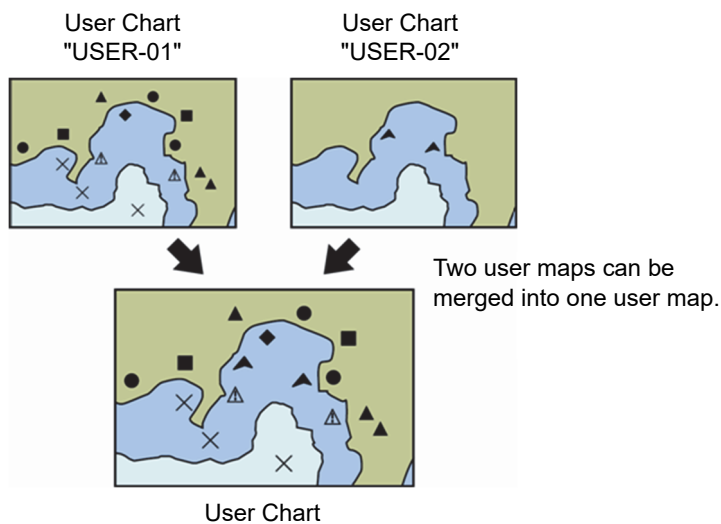 User Chart
"USER-01"
User Chart
"USER-02"
Two user maps can be
merged into one user map.
User Chart